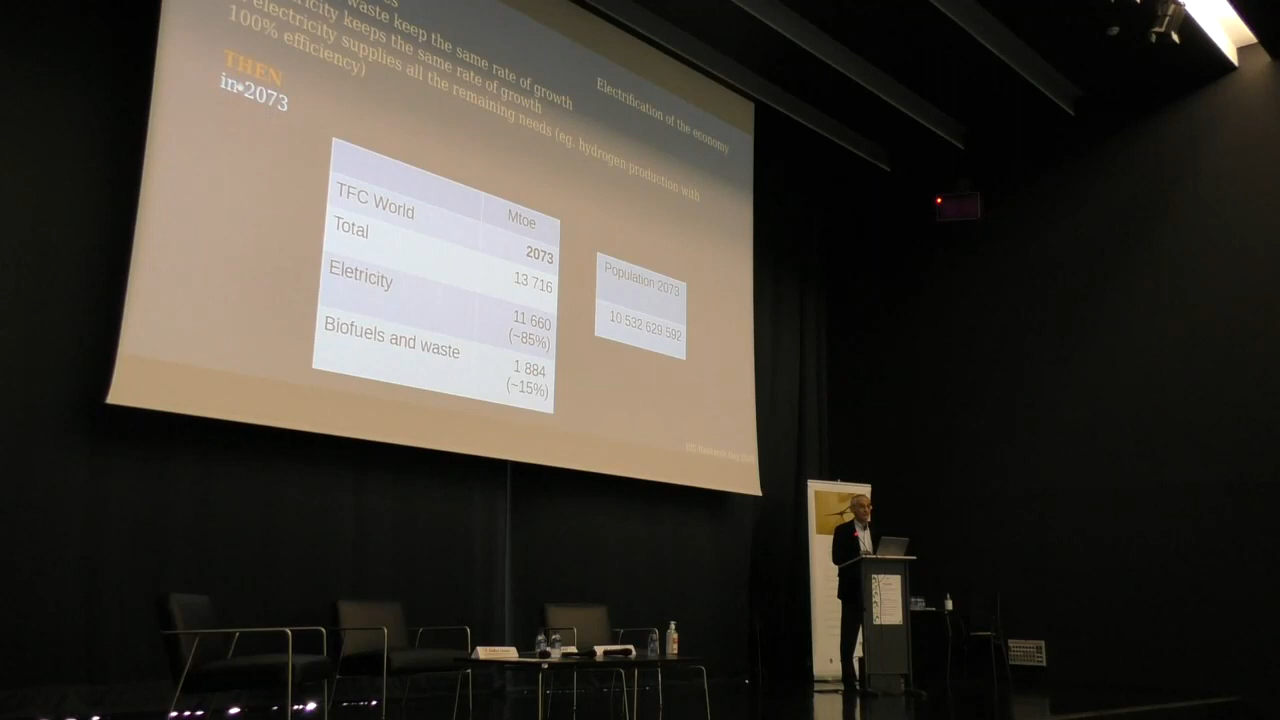 waste keep the same rate of growth
keeps the same rate of growth
electricity supplies all the remaining needs (eg. hydrogen production with
100% efficiency)
Electrification of the economy
THEN
in 2073
TFC World Mtoe
Total 2073
13 716
Eletricity
11 660
(~85%)
Biofuels and waste
1 884
(~15%)
Population 2073
10 532 629 592